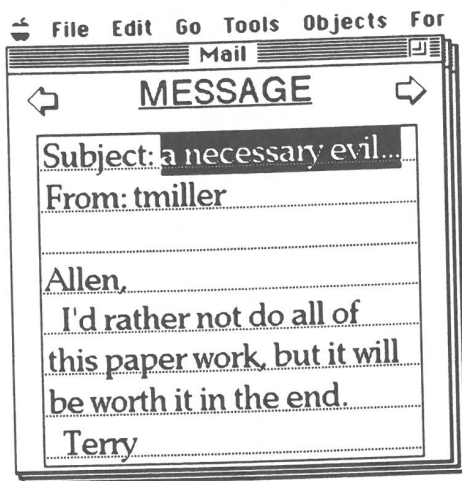 File Edit Go Tools Objects For
Mail
MESSAGE
Subject: a necessary evil...
From: tmiller
Allen,
I'd rather not do all of
this paper work, but it will
be worth it in the end.
Terry